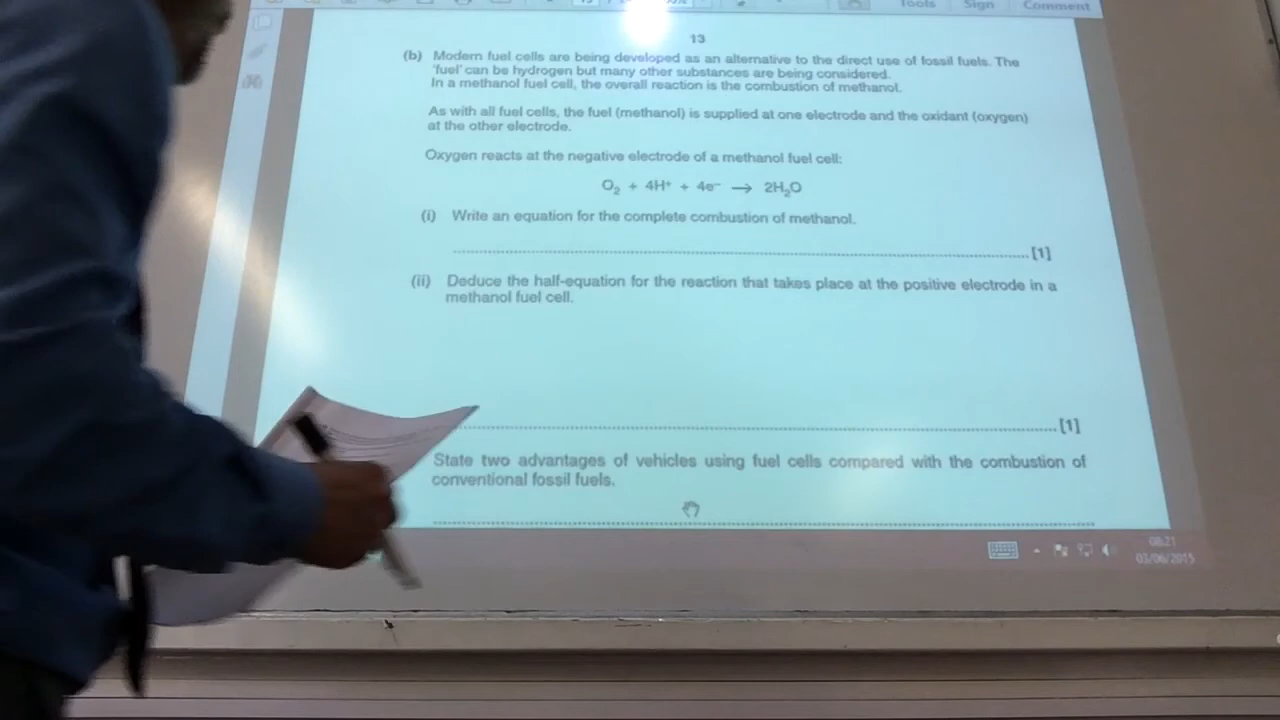 Tools Sign Comment
13
(b) Modern fuel cells are being developed as an alternative to the direct use of fossil fuels. The
'fuel' can be hydrogen but many other substances are being considered.
In a methanol fuel cell, the overall reaction is the combustion of methanol.
As with all fuel cells, the fuel (methanol) is supplied at one electrode and the oxidant (oxygen)
at the other electrode.
Oxygen reacts at the negative electrode of a methanol fuel cell:
O₂ + 4H⁺ + 4e⁻ → 2H₂O
(i) Write an equation for the complete combustion of methanol.
[1]
(ii) Deduce the half-equation for the reaction that takes place at the positive electrode in a
methanol fuel cell.
[1]
State two advantages of vehicles using fuel cells compared with the combustion of
conventional fossil fuels.
08:21
03/06/2015